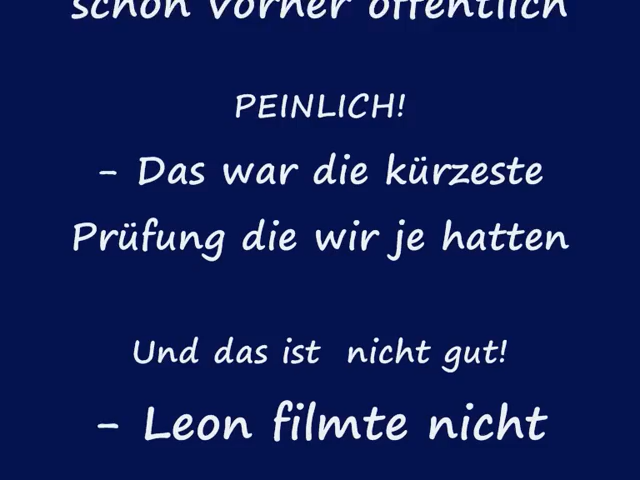 schon vorher öffentlich
PEINLICH!
- Das war die kürzeste
Prüfung die wir je hatten
Und das ist  nicht gut!
- Leon filmte nicht